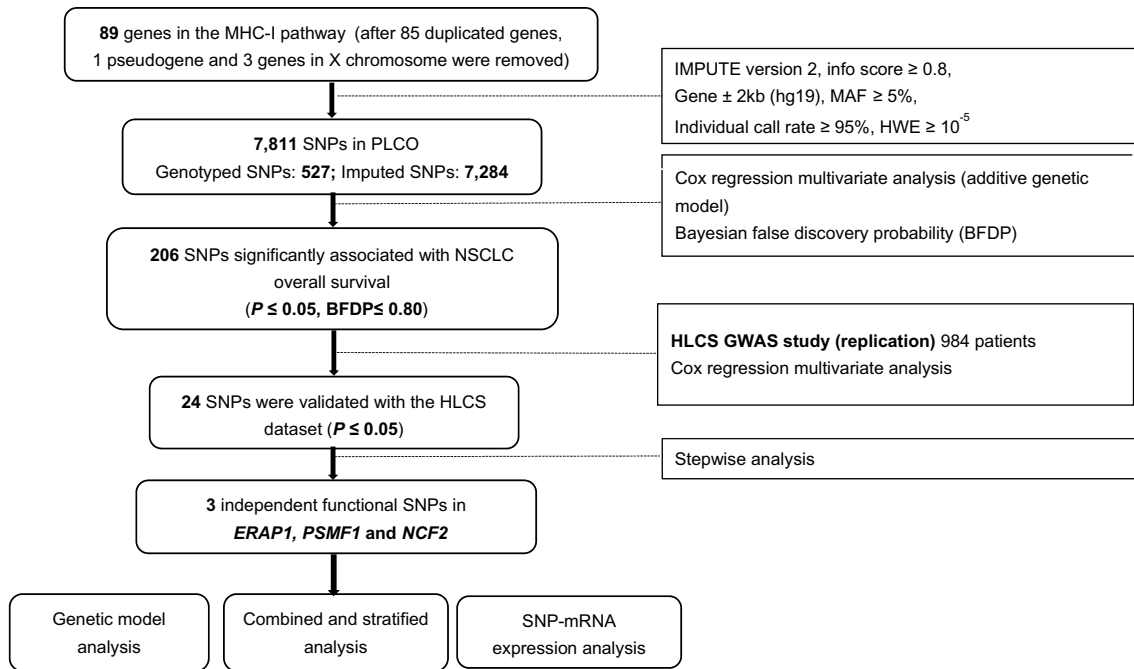 89 genes in the MHC-I pathway (after 85 duplicated genes,
1 pseudogene and 3 genes in X chromosome were removed)
IMPUTE version 2, info score ≥ 0.8,
Gene ± 2kb (hg19), MAF ≥ 5%,
Individual call rate ≥ 95%, HWE ≥ 10⁻⁵
7,811 SNPs in PLCO
Genotyped SNPs: 527; Imputed SNPs: 7,284
Cox regression multivariate analysis (additive genetic
model)
Bayesian false discovery probability (BFDP)
206 SNPs significantly associated with NSCLC
overall survival
(P ≤ 0.05, BFDP≤ 0.80)
HLCS GWAS study (replication) 984 patients
Cox regression multivariate analysis
24 SNPs were validated with the HLCS
dataset (P ≤ 0.05)
Stepwise analysis
3 independent functional SNPs in
ERAP1, PSMF1 and NCF2
Genetic model
analysis
Combined and stratified
analysis
SNP-mRNA
expression analysis